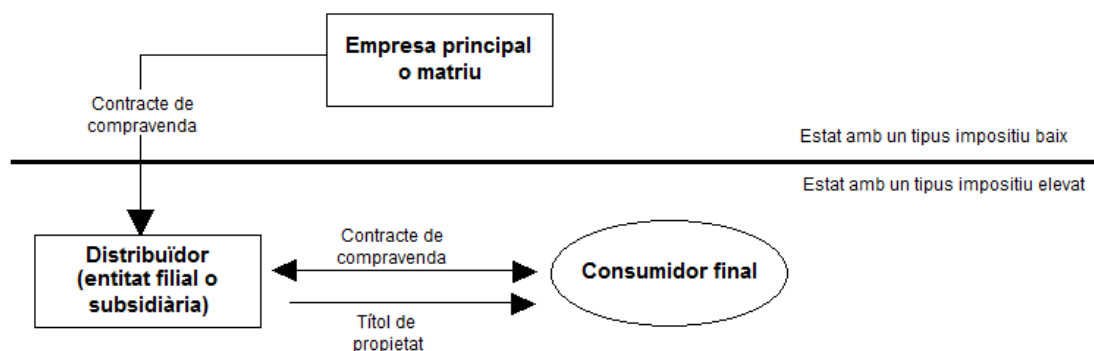 Empresa principal
o matriu
Contracte de
compravenda
Estat amb un tipus impositiu baix
Estat amb un tipus impositiu elevat
Distribuïdor
(entitat filial o
subsidiària)
Contracte de
compravenda
Consumidor final
Títol de
propietat